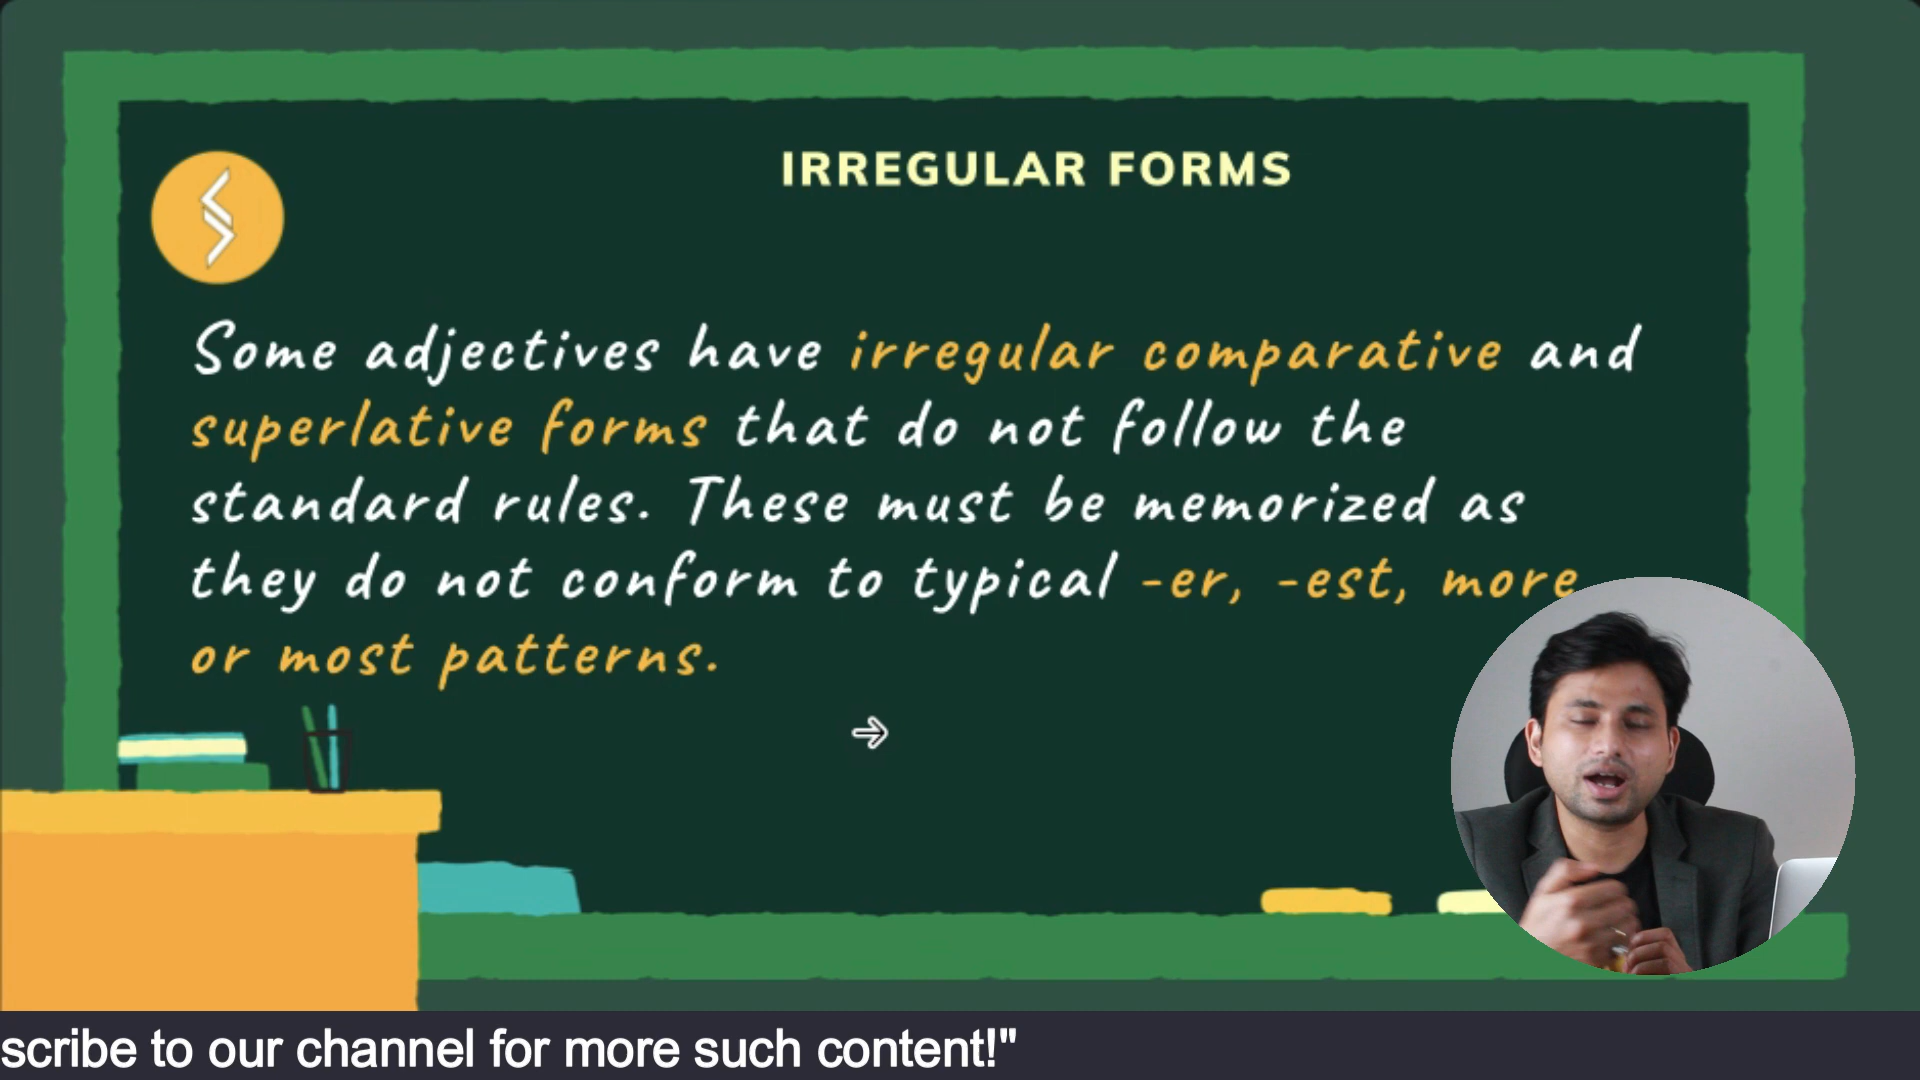 IRREGULAR FORMS
Some adjectives have irregular comparative and
superlative forms that do not follow the
standard rules. These must be memorized as
they do not conform to typical -er, -est, more
or most patterns.
scribe to our channel for more such content!"